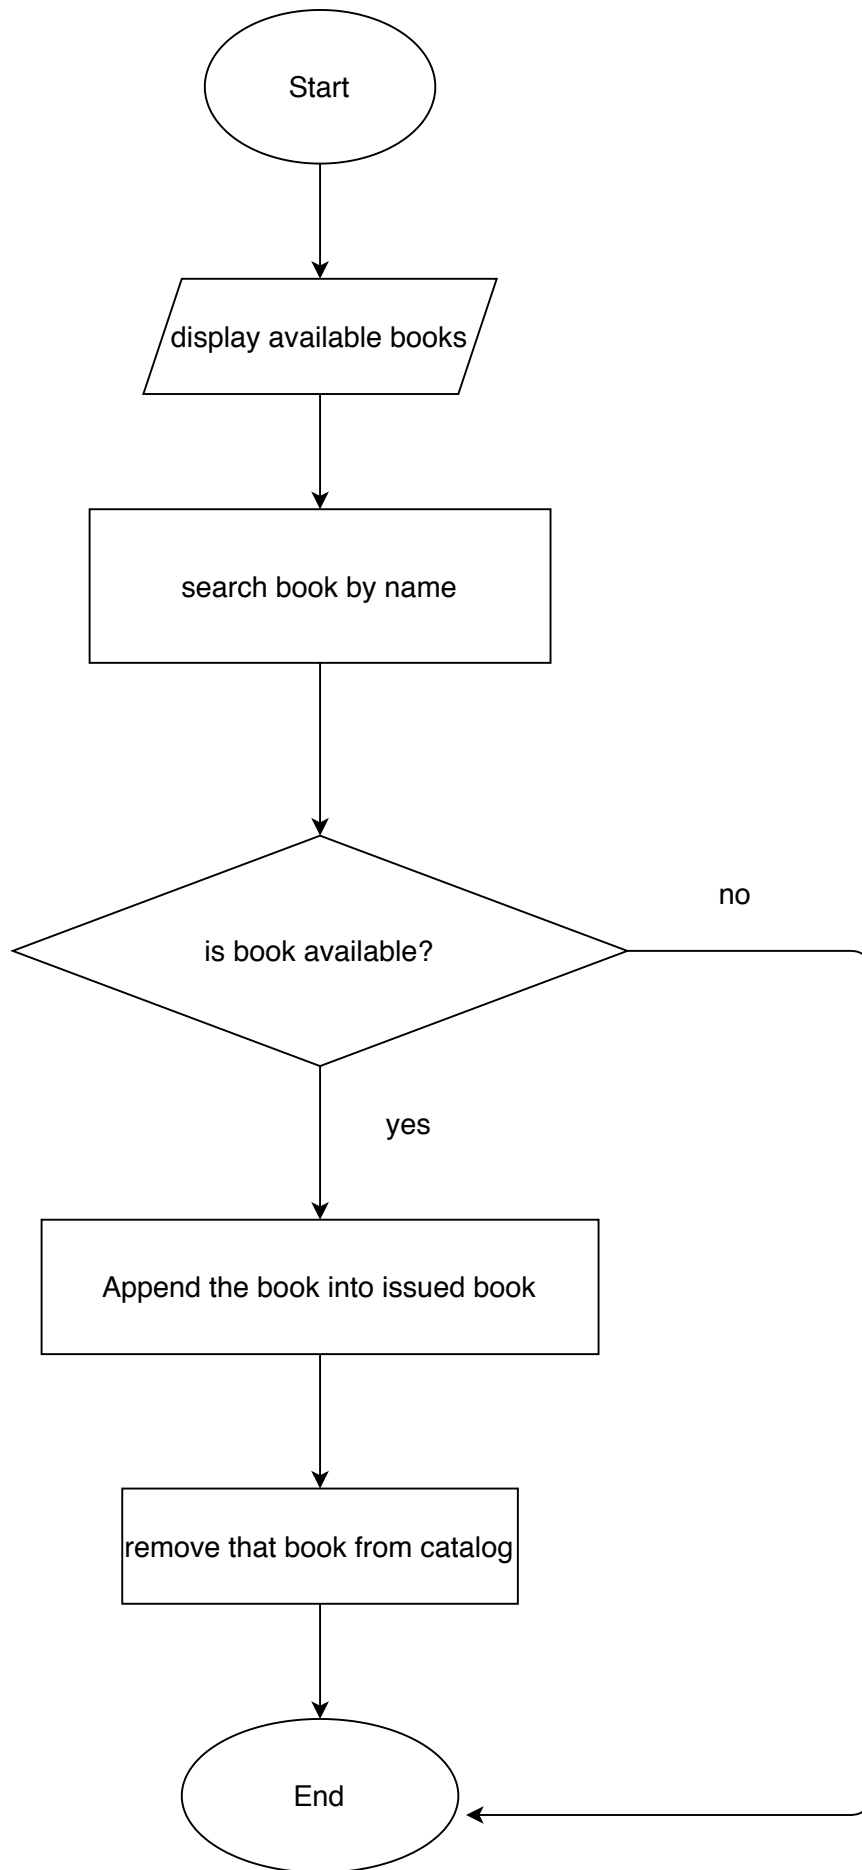 Start
display available books
search book by name
no
is book available?
yes
Append the book into issued book
remove that book from catalog
End